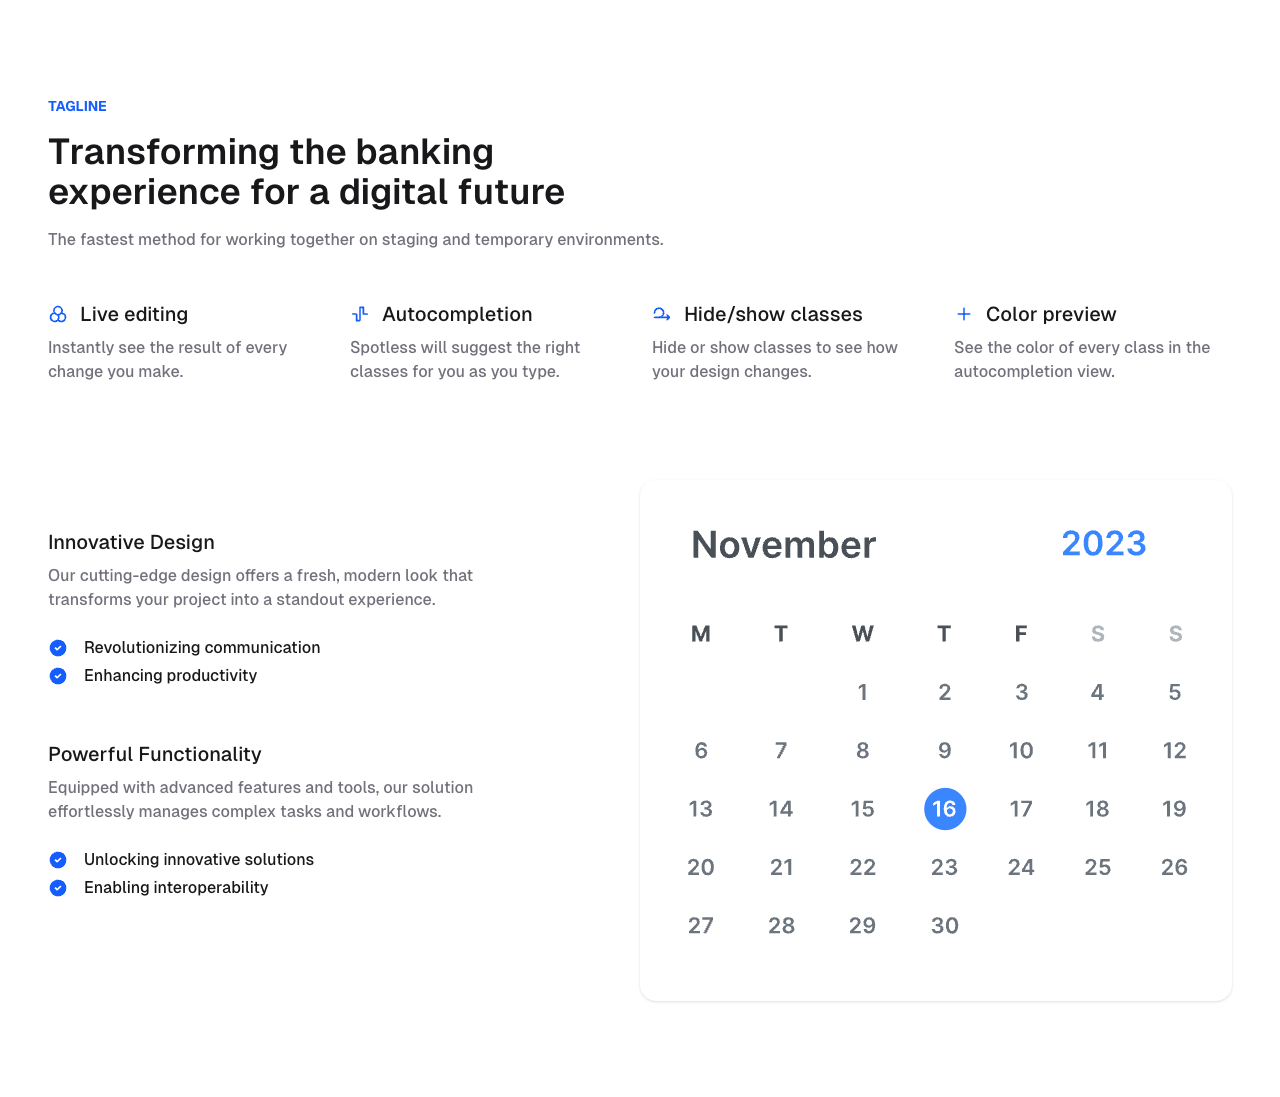 TAGLINE
Transforming the banking
experience for a digital future
The fastest method for working together on staging and temporary environments.
Live editing
Instantly see the result of every
change you make.
Autocompletion
Spotless will suggest the right
classes for you as you type.
Hide/show classes
Hide or show classes to see how
your design changes.
Color preview
See the color of every class in the
autocompletion view.
Innovative Design
Our cutting-edge design offers a fresh, modern look that
transforms your project into a standout experience.
Revolutionizing communication
Enhancing productivity
Powerful Functionality
Equipped with advanced features and tools, our solution
effortlessly manages complex tasks and workflows.
Unlocking innovative solutions
Enabling interoperability
November 2023
M T W T F S S
1 2 3 4 5
6 7 8 9 10 11 12
13 14 15 16 17 18 19
20 21 22 23 24 25 26
27 28 29 30